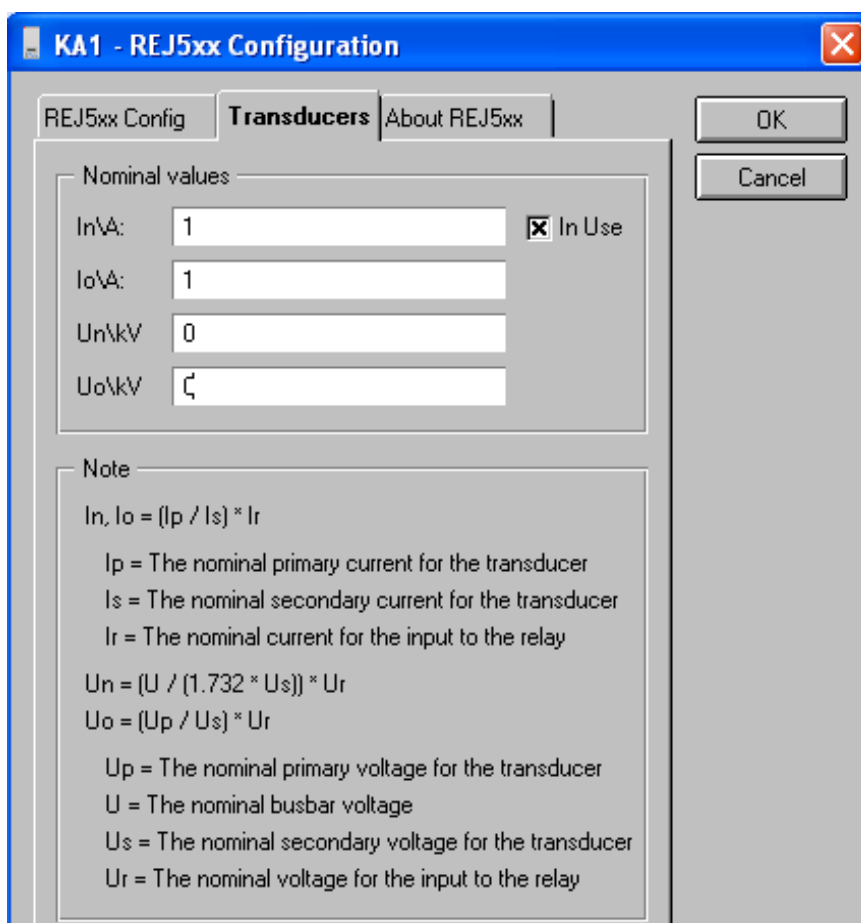 KA1 - REJ5xx Configuration
REJ5xx Config Transducers About REJ5xx
OK
Cancel
Nominal values
In\A: 1 In Use
Io\A: 1
Un\kV 0
Uo\kV
Note
In, Io = (Ip / Is) * Ir
Ip = The nominal primary current for the transducer
Is = The nominal secondary current for the transducer
Ir = The nominal current for the input to the relay
Un = (U / (1.732 * Us)) * Ur
Uo = (Up / Us) * Ur
Up = The nominal primary voltage for the transducer
U = The nominal busbar voltage
Us = The nominal secondary voltage for the transducer
Ur = The nominal voltage for the input to the relay